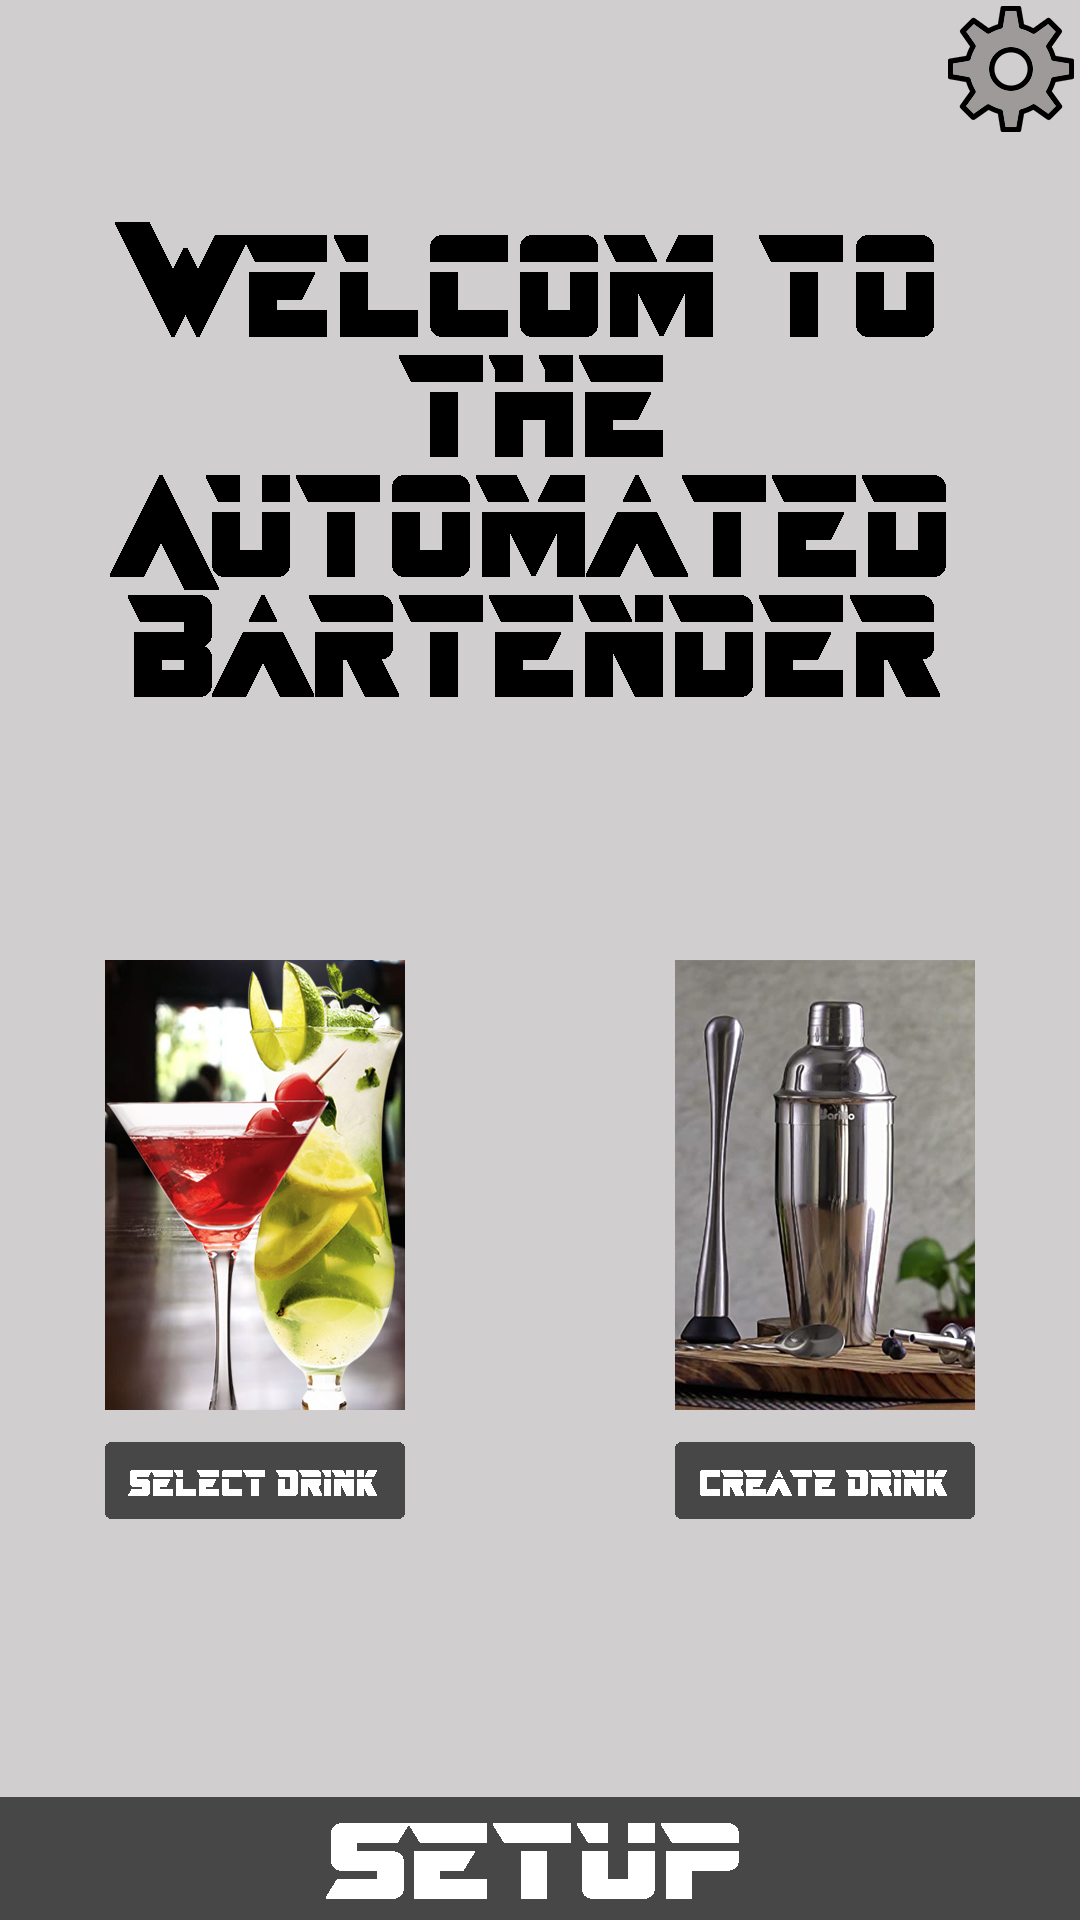 Welcom to
the
Automated
Bartender
Select Drink
Create Drink
Setup